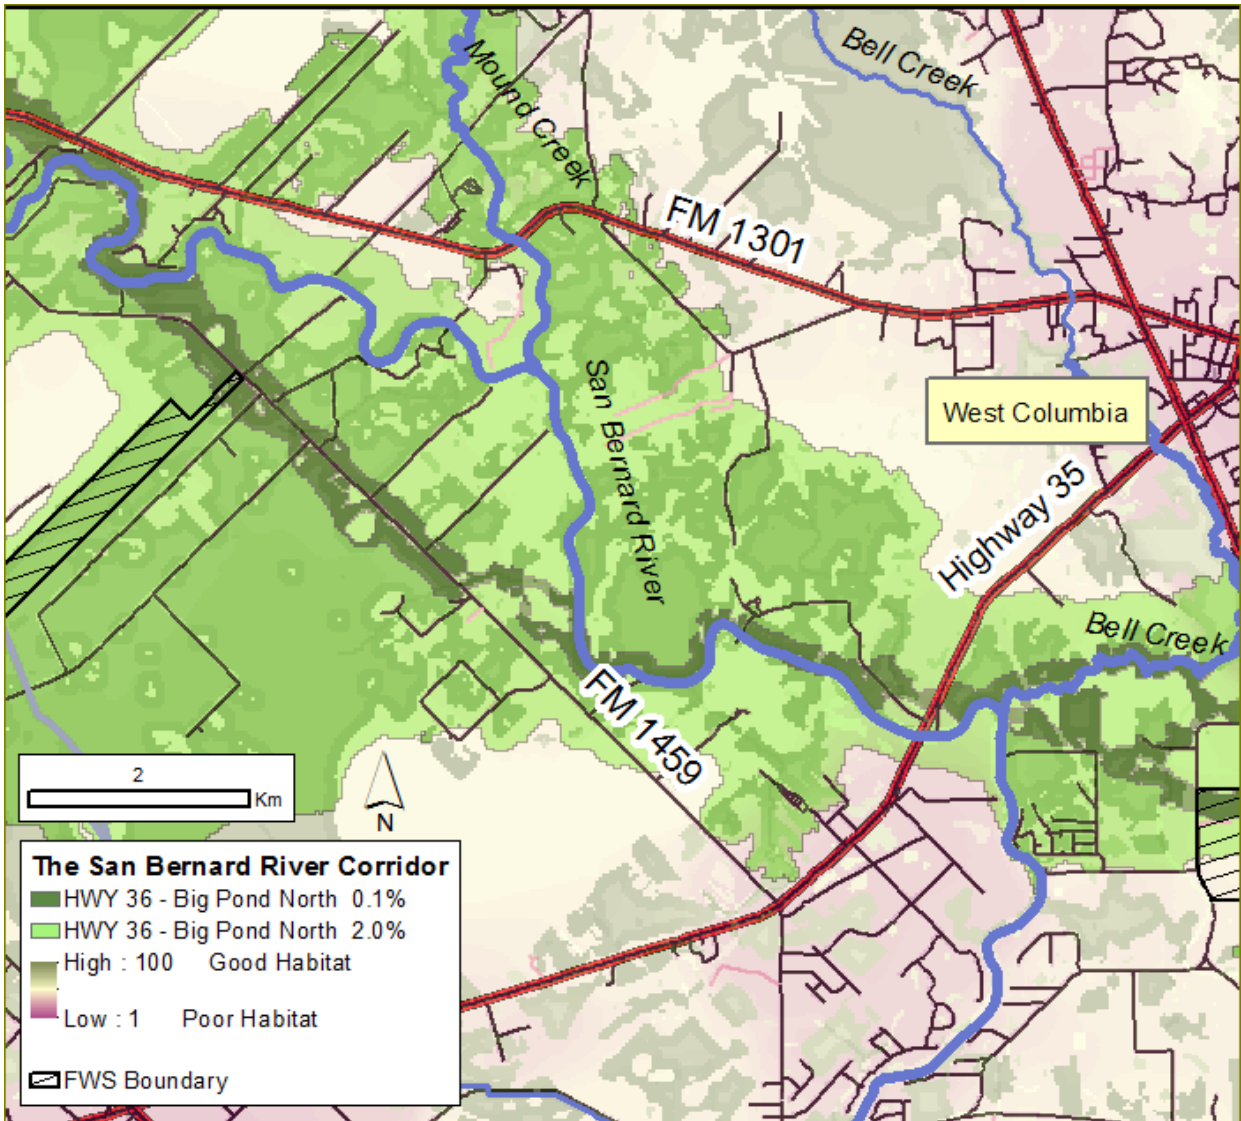 Mound Creek
Bell Creek
FM 1301
San Bernard River
West Columbia
Highway 35
Bell Creek
FM 1459
2
Km
N
The San Bernard River Corridor
HWY 36 - Big Pond North 0.1%
HWY 36 - Big Pond North 2.0%
High : 100 Good Habitat
Low : 1 Poor Habitat
FWS Boundary